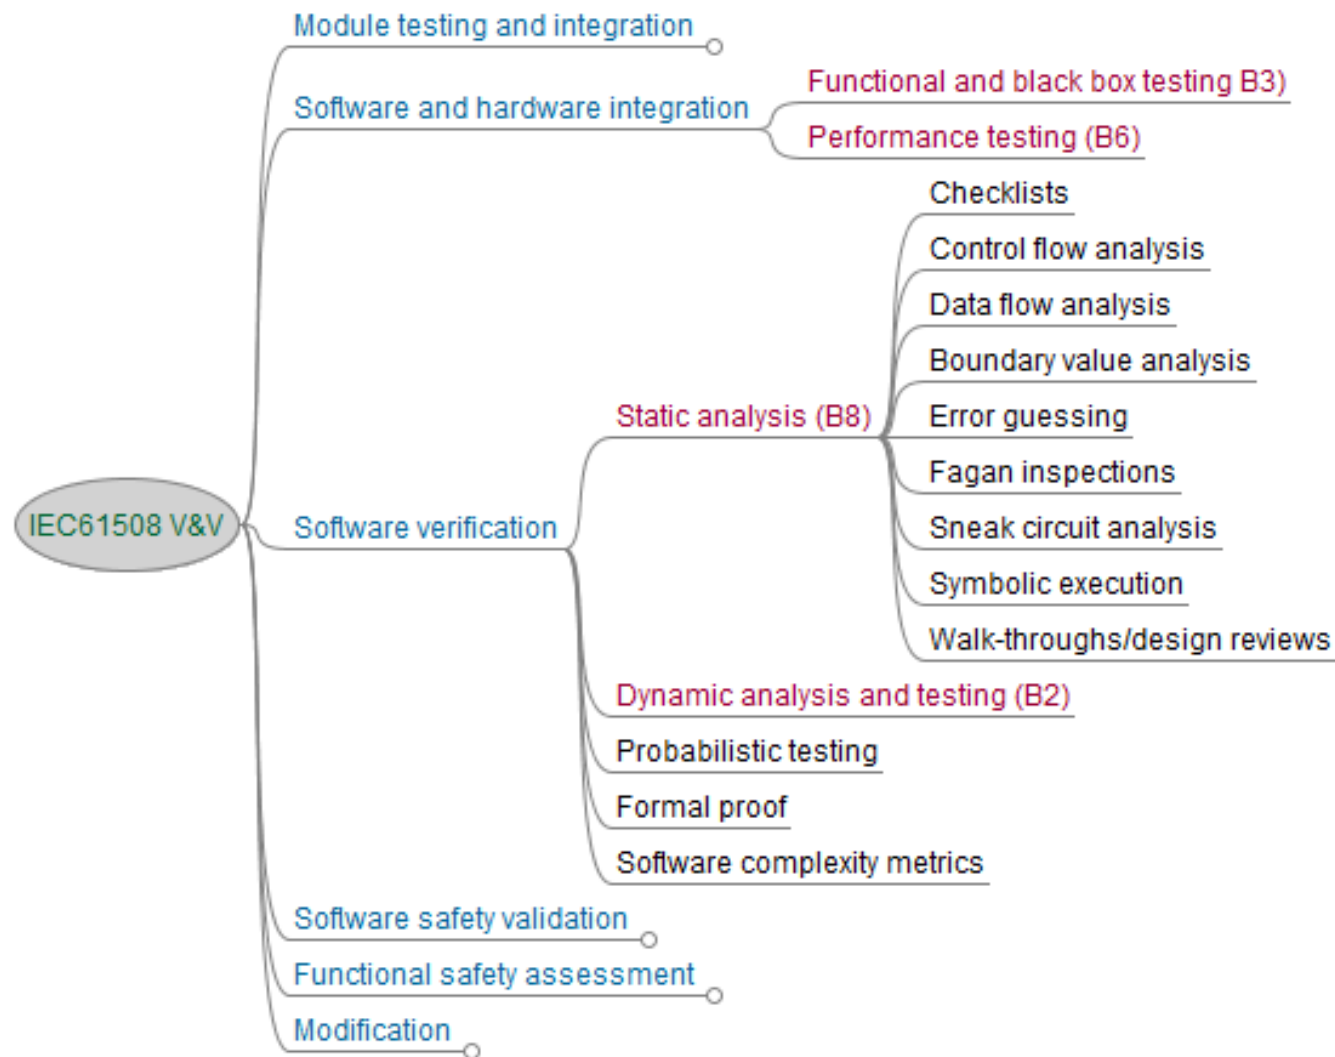 Module testing and integration
Functional and black box testing B3)
Software and hardware integration
Performance testing (B6)
Checklists
Control flow analysis
Data flow analysis
Boundary value analysis
Static analysis (B8)
Error guessing
Fagan inspections
IEC61508 V&V
Software verification
Sneak circuit analysis
Symbolic execution
Walk-throughs/design reviews
Dynamic analysis and testing (B2)
Probabilistic testing
Formal proof
Software complexity metrics
Software safety validation
Functional safety assessment
Modification